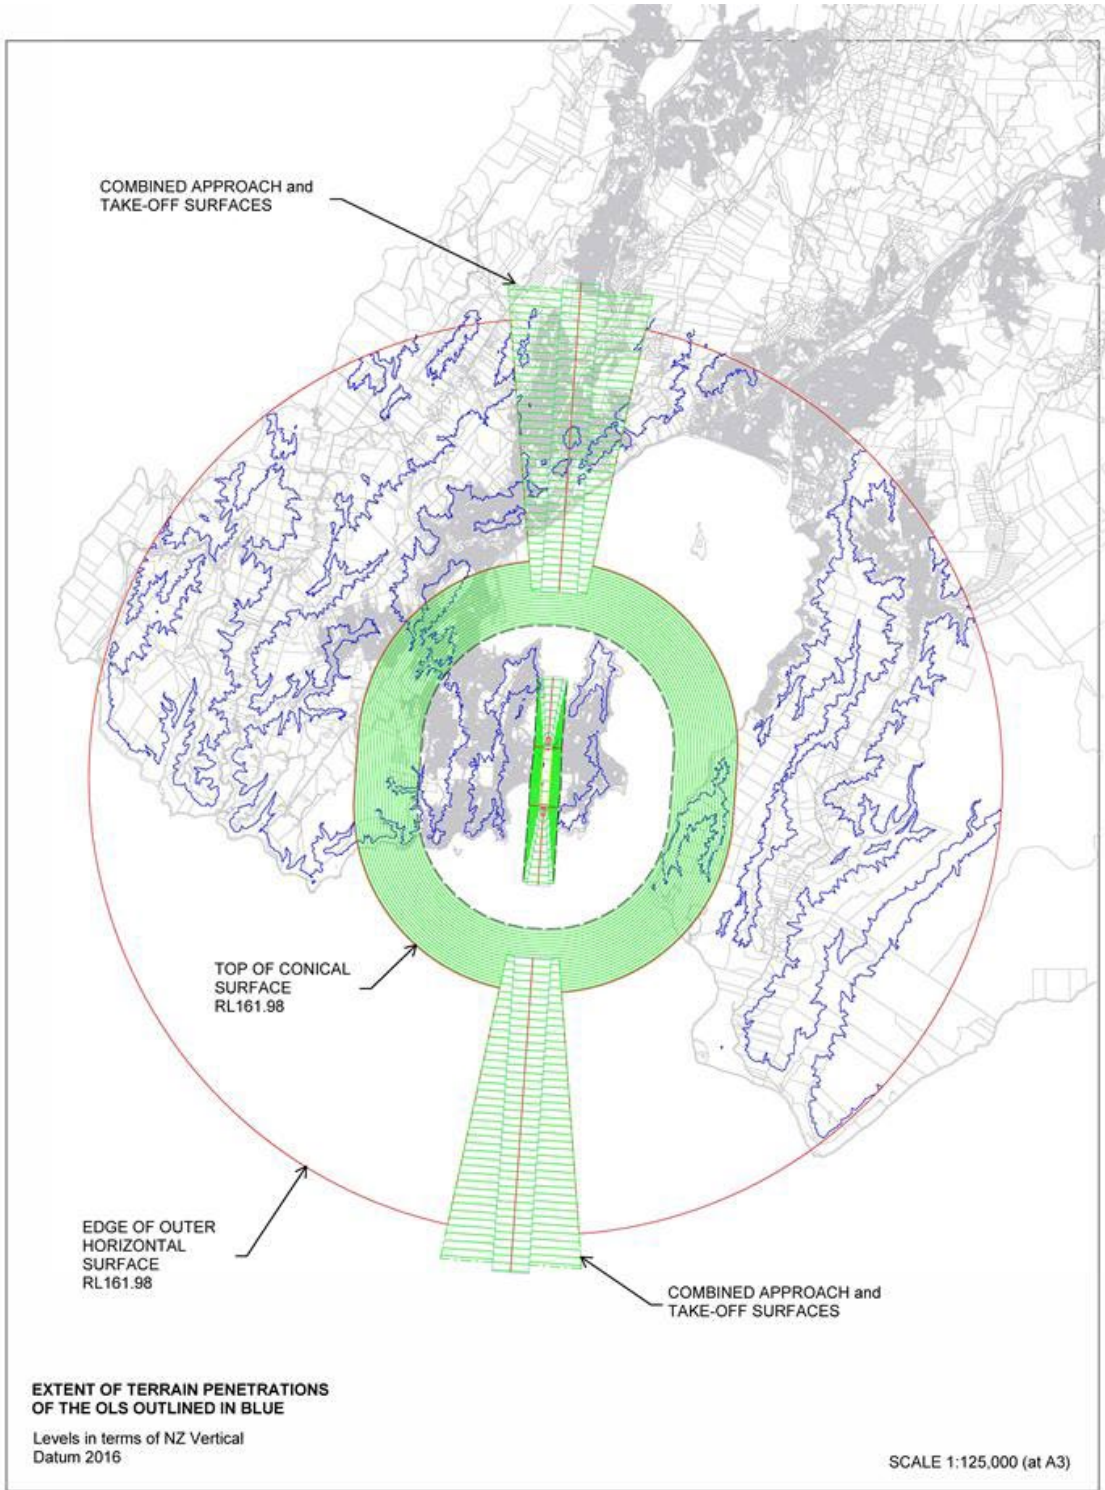 COMBINED APPROACH and
TAKE-OFF SURFACES
TOP OF CONICAL
SURFACE
RL161.98
EDGE OF OUTER
HORIZONTAL
SURFACE
RL161.98
COMBINED APPROACH and
TAKE-OFF SURFACES
EXTENT OF TERRAIN PENETRATIONS
OF THE OLS OUTLINED IN BLUE
Levels in terms of NZ Vertical
Datum 2016
SCALE 1:125,000 (at A3)